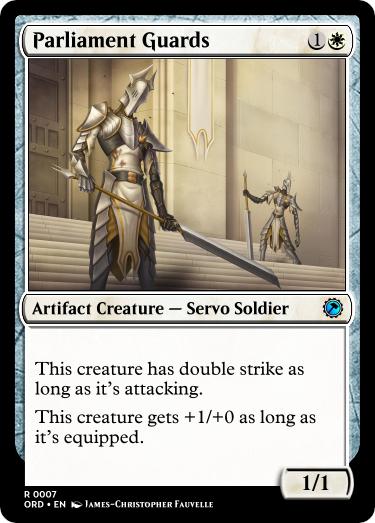 Parliament Guards 1
Artifact Creature — Servo Soldier
This creature has double strike as
long as it's attacking.
This creature gets +1/+0 as long as
it's equipped.
1/1
R 0007
ORD • EN James-Christopher Fauvelle